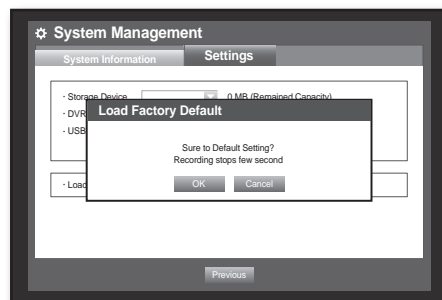 System Management
System Information Settings
· Storage Device 0 MB (Remained Capacity)
· DVR
· USB
Load Factory Default
Sure to Default Setting?
Recording stops few second
OK Cancel
· Load
Previous